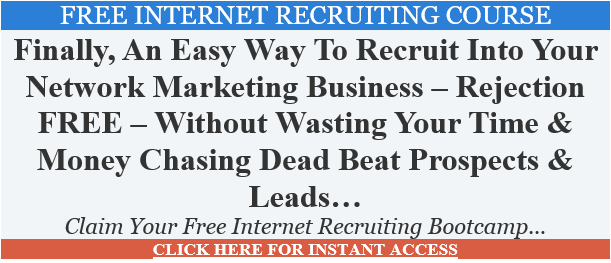 FREE INTERNET RECRUITING COURSE
Finally, An Easy Way To Recruit Into Your
Network Marketing Business – Rejection
FREE – Without Wasting Your Time &
Money Chasing Dead Beat Prospects &
Leads…
Claim Your Free Internet Recruiting Bootcamp...
CLICK HERE FOR INSTANT ACCESS